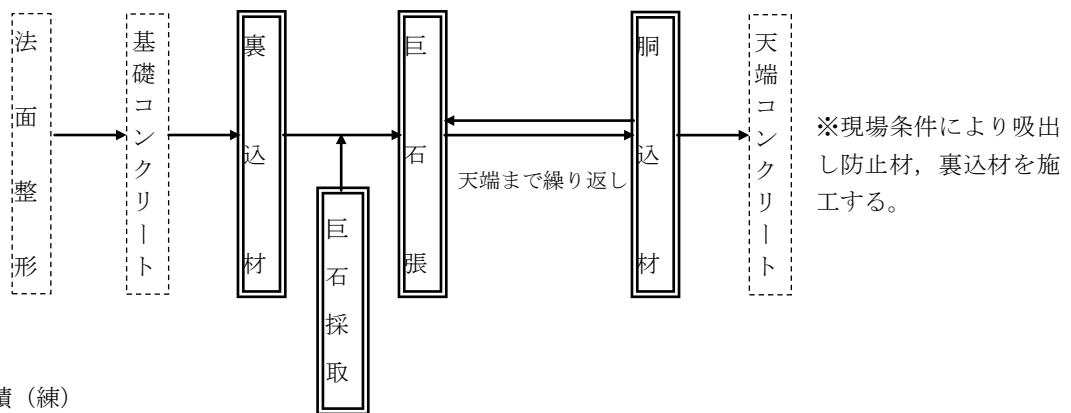 法面整形
基礎コンクリート
裏込材
巨石採取
巨石張
天端まで繰り返し
胴込材
天端コンクリート
※現場条件により吸出
し防止材，裏込材を施
工する。
（練）